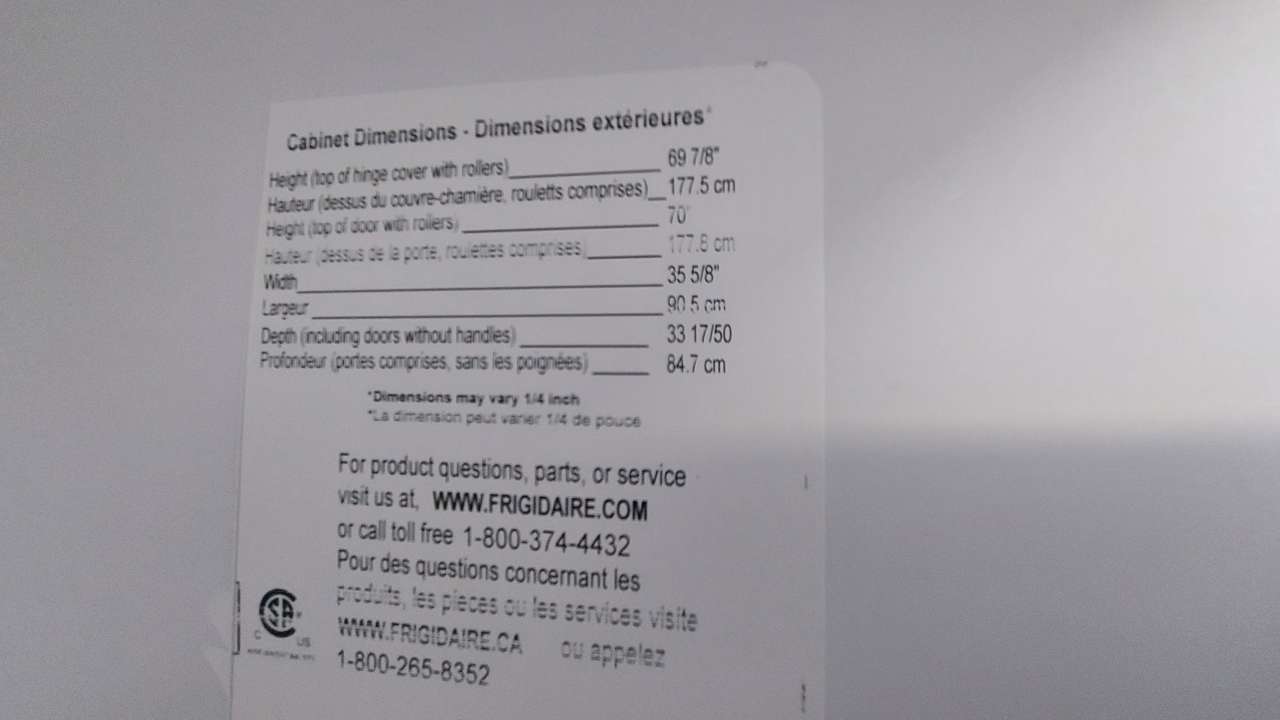 Cabinet Dimensions - Dimensions extérieures*
Height (top of hinge cover with rollers) 69 7/8"
Hauteur (dessus du couvre-charnière, rouletts comprises) 177.5 cm
Height (top of door with rollers) 70"
Hauteur (dessus de la porte, roulettes comprises) 177.8 cm
Width 35 5/8"
Largeur 90.5 cm
Depth (including doors without handles) 33 17/50
Profondeur (portes comprises, sans les poignées) 84.7 cm
*Dimensions may vary 1/4 inch
*La dimension peut varier 1/4 de pouce
For product questions, parts, or service
visit us at, WWW.FRIGIDAIRE.COM
or call toll free 1-800-374-4432
Pour des questions concernant les
produits, les pieces ou les services visite
WWW.FRIGIDAIRE.CA ou appelez
1-800-265-8352
C US